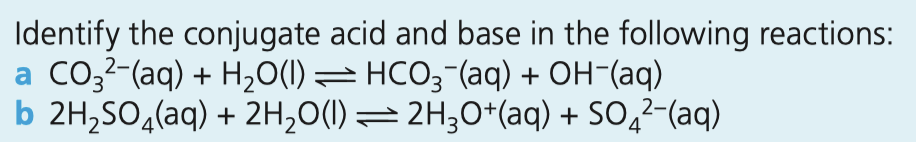 Identify the conjugate acid and base in the following reactions:
a CO₃²⁻(aq) + H₂O(l) ⇌ HCO₃⁻(aq) + OH⁻(aq)
b 2H₂SO₄(aq) + 2H₂O(l) ⇌ 2H₃O⁺(aq) + SO₄²⁻(aq)